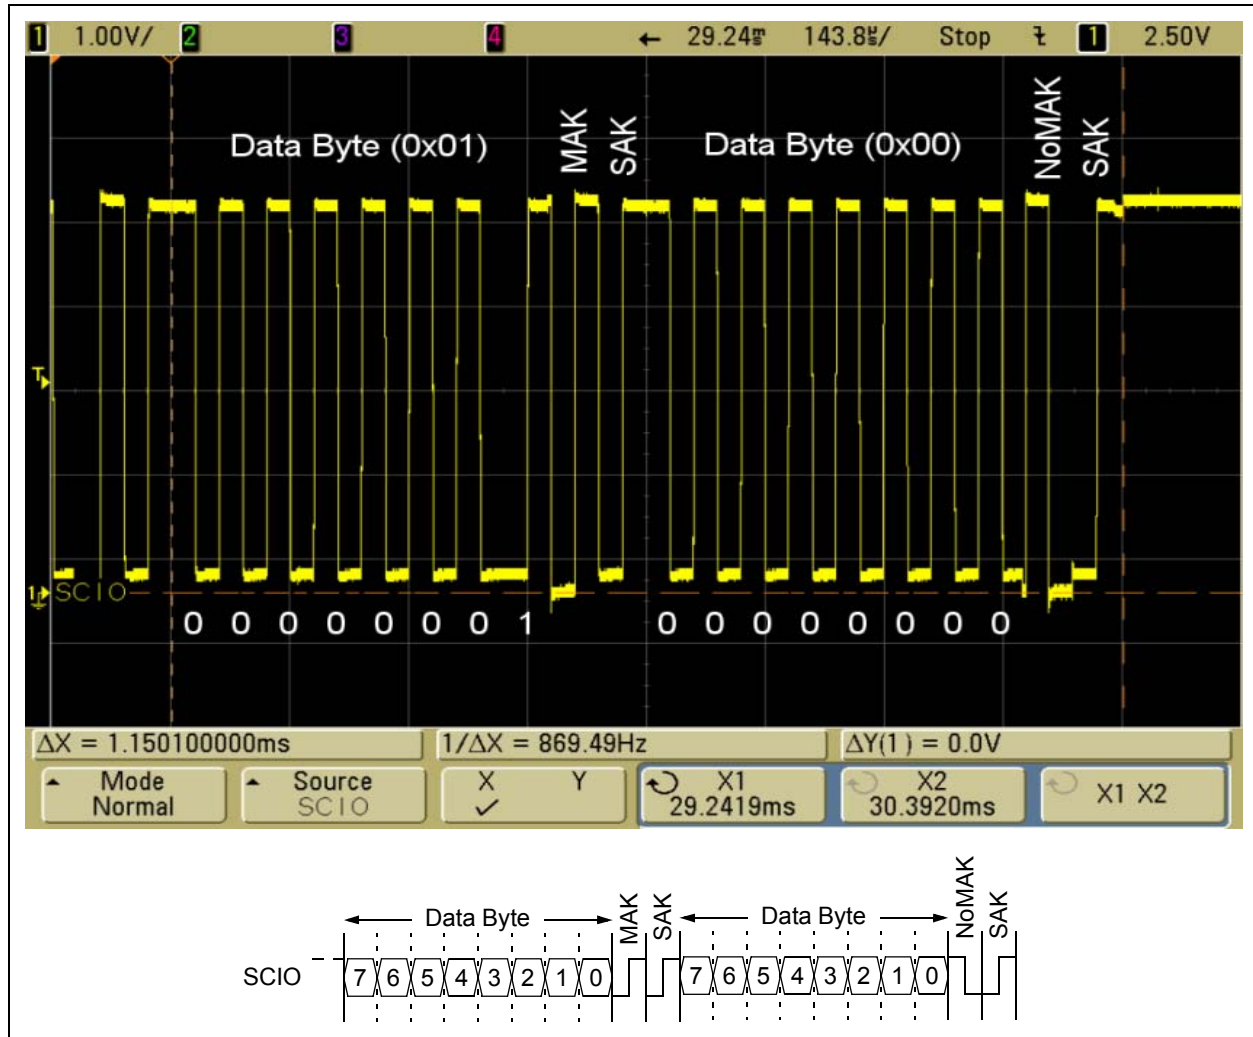 1 1.00V/ 2 3 4 29.24ms 143.8us/ Stop 1 2.50V
Data Byte (0x01) MAK SAK Data Byte (0x00) NoMAK SAK
T
1 SCIO
0 0 0 0 0 0 0 1 0 0 0 0 0 0 0 0
ΔX = 1.150100000ms 1/ΔX = 869.49Hz ΔY(1) = 0.0V
Mode Source X Y X1 X2 X1 X2
Normal SCIO ✓ 29.2419ms 30.3920ms
Data Byte MAK SAK Data Byte NoMAK SAK
SCIO 7 6 5 4 3 2 1 0 7 6 5 4 3 2 1 0